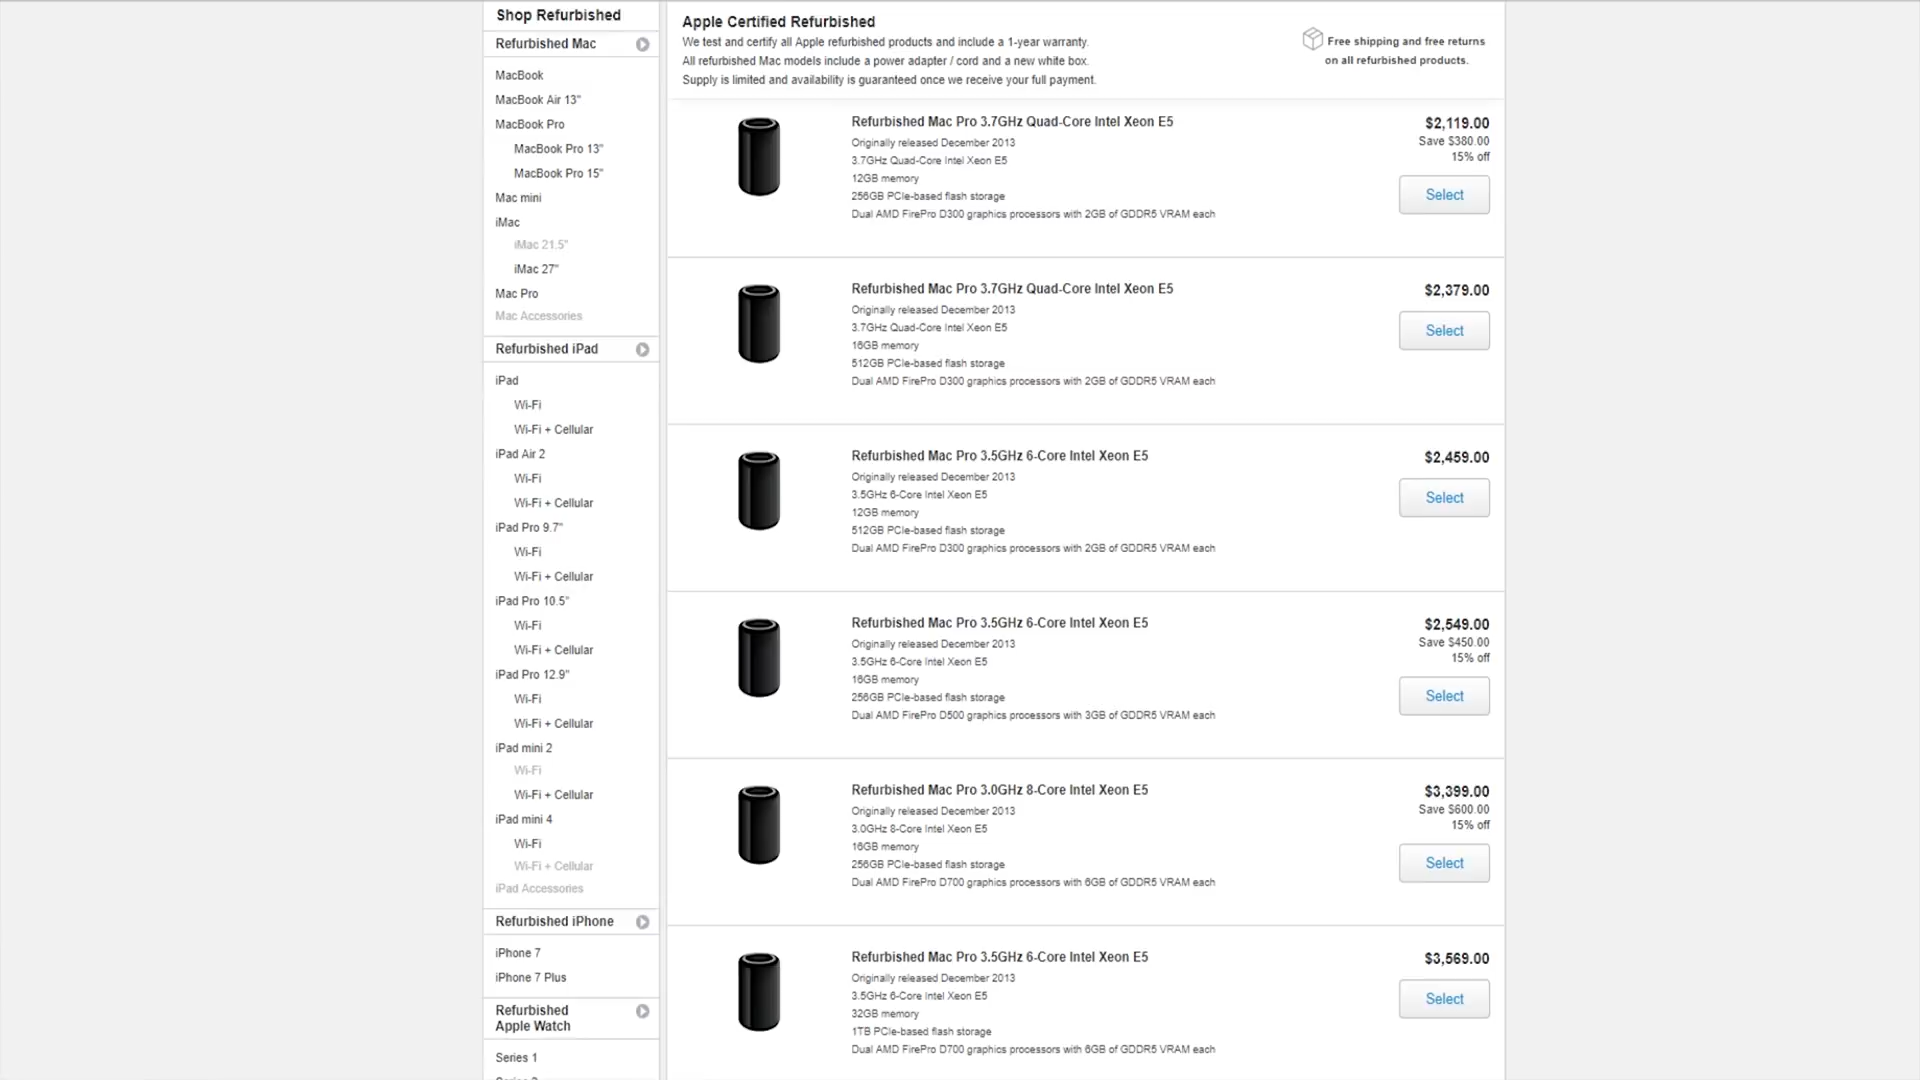 Shop Refurbished
Refurbished Mac
MacBook
MacBook Air 13"
MacBook Pro
MacBook Pro 13"
MacBook Pro 15"
Mac mini
iMac
iMac 21.5"
iMac 27"
Mac Pro
Mac Accessories
Refurbished iPad
iPad
Wi-Fi
Wi-Fi + Cellular
iPad Air 2
Wi-Fi
Wi-Fi + Cellular
iPad Pro 9.7"
Wi-Fi
Wi-Fi + Cellular
iPad Pro 10.5"
Wi-Fi
Wi-Fi + Cellular
iPad Pro 12.9"
Wi-Fi
Wi-Fi + Cellular
iPad mini 2
Wi-Fi
Wi-Fi + Cellular
iPad mini 4
Wi-Fi
Wi-Fi + Cellular
iPad Accessories
Refurbished iPhone
iPhone 7
iPhone 7 Plus
Refurbished
Apple Watch
Series 1
Apple Certified Refurbished
We test and certify all Apple refurbished products and include a 1-year warranty.
All refurbished Mac models include a power adapter / cord and a new white box.
Supply is limited and availability is guaranteed once we receive your full payment.
Free shipping and free returns
on all refurbished products.
Refurbished Mac Pro 3.7GHz Quad-Core Intel Xeon E5
Originally released December 2013
3.7GHz Quad-Core Intel Xeon E5
12GB memory
256GB PCIe-based flash storage
Dual AMD FirePro D300 graphics processors with 2GB of GDDR5 VRAM each
$2,119.00
Save $380.00
15% off
Select
Refurbished Mac Pro 3.7GHz Quad-Core Intel Xeon E5
Originally released December 2013
3.7GHz Quad-Core Intel Xeon E5
16GB memory
512GB PCIe-based flash storage
Dual AMD FirePro D300 graphics processors with 2GB of GDDR5 VRAM each
$2,379.00
Select
Refurbished Mac Pro 3.5GHz 6-Core Intel Xeon E5
Originally released December 2013
3.5GHz 6-Core Intel Xeon E5
12GB memory
512GB PCIe-based flash storage
Dual AMD FirePro D300 graphics processors with 2GB of GDDR5 VRAM each
$2,459.00
Select
Refurbished Mac Pro 3.5GHz 6-Core Intel Xeon E5
Originally released December 2013
3.5GHz 6-Core Intel Xeon E5
16GB memory
256GB PCIe-based flash storage
Dual AMD FirePro D500 graphics processors with 3GB of GDDR5 VRAM each
$2,549.00
Save $450.00
15% off
Select
Refurbished Mac Pro 3.0GHz 8-Core Intel Xeon E5
Originally released December 2013
3.0GHz 8-Core Intel Xeon E5
16GB memory
256GB PCIe-based flash storage
Dual AMD FirePro D700 graphics processors with 6GB of GDDR5 VRAM each
$3,399.00
Save $600.00
15% off
Select
Refurbished Mac Pro 3.5GHz 6-Core Intel Xeon E5
Originally released December 2013
3.5GHz 6-Core Intel Xeon E5
32GB memory
1TB PCIe-based flash storage
Dual AMD FirePro D700 graphics processors with 6GB of GDDR5 VRAM each
$3,569.00
Select